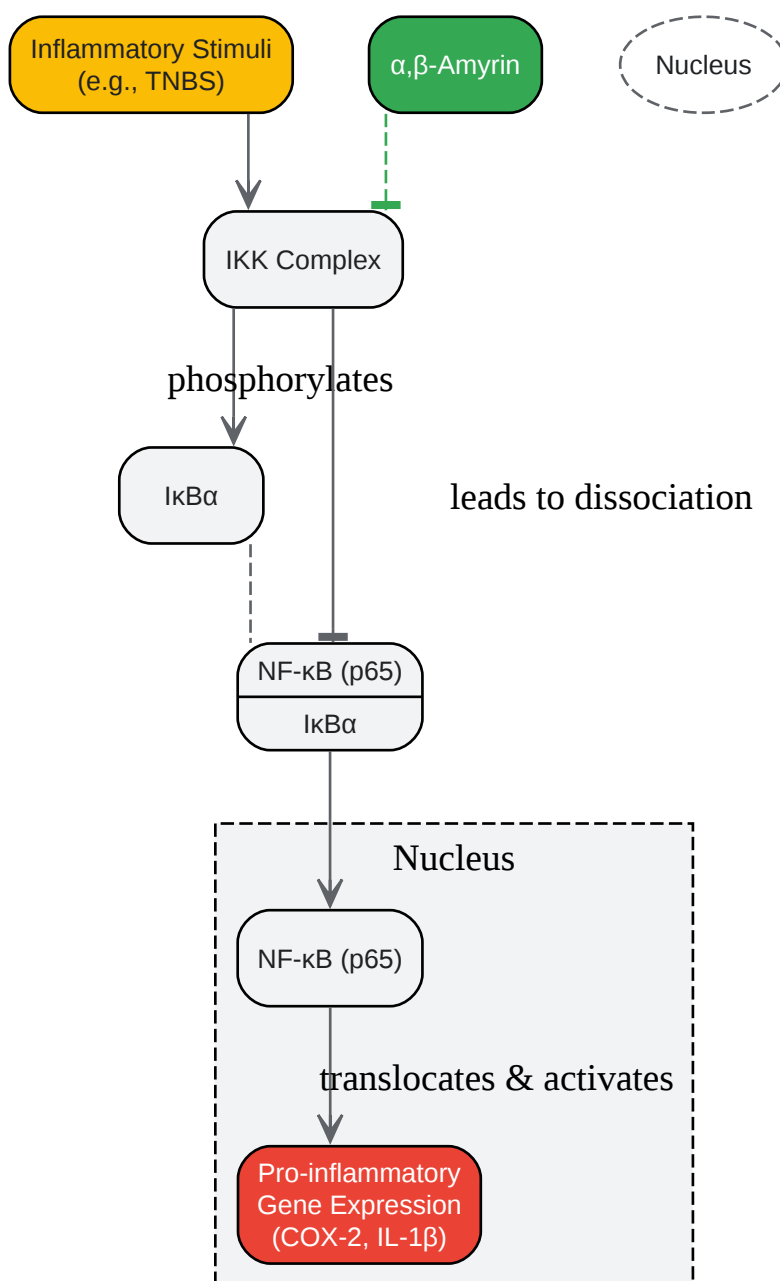 Inflammatory Stimuli
(e.g., TNBS)
α,β-Amyrin
Nucleus
IKK Complex
phosphorylates
IκBα
leads to dissociation
NF-κB (p65)
IκBα
Nucleus
NF-κB (p65)
translocates & activates
Pro-inflammatory
Gene Expression
(COX-2, IL-1β)